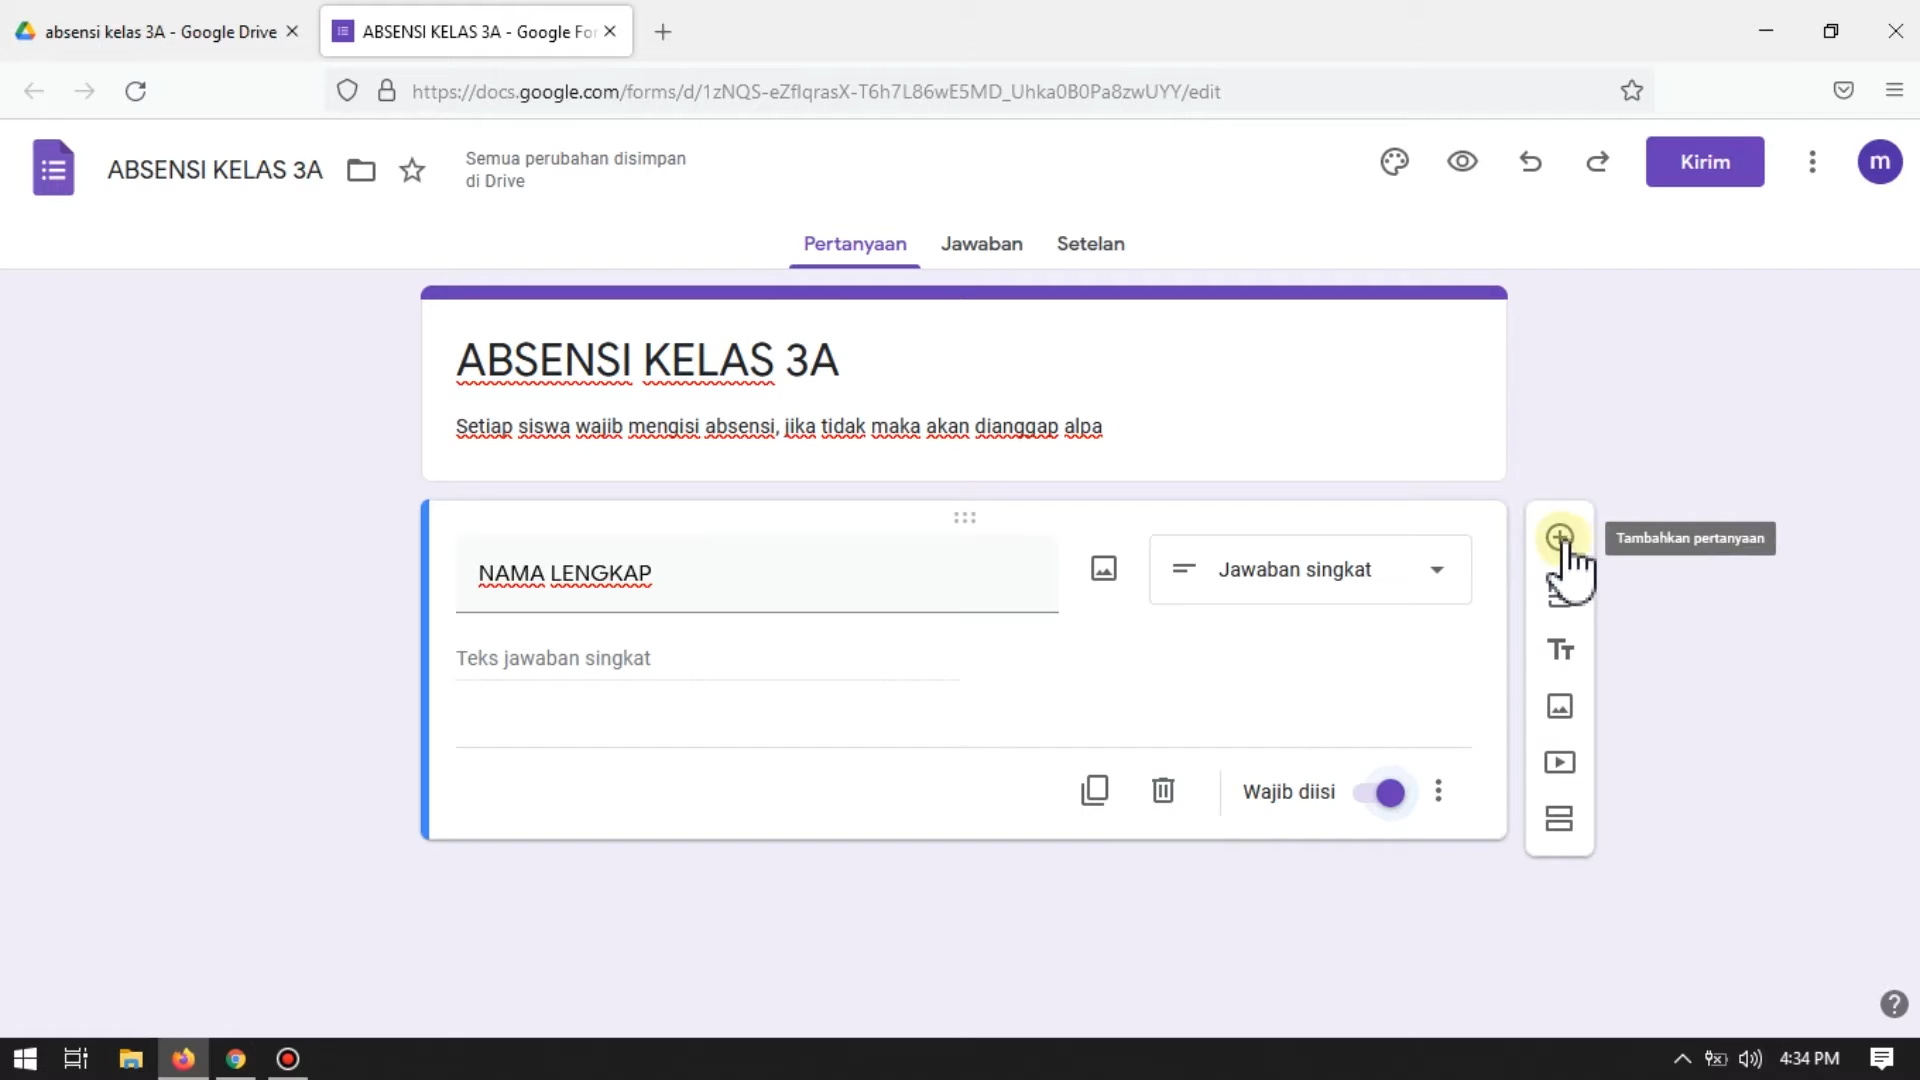 absensi kelas 3A - Google Drive
ABSENSI KELAS 3A - Google For
https://docs.google.com/forms/d/1zNQS-eZflqrasX-T6h7L86wE5MD_Uhka0B0Pa8zwUYY/edit
ABSENSI KELAS 3A
Semua perubahan disimpan
di Drive
Kirim
m
Pertanyaan Jawaban Setelan
ABSENSI KELAS 3A
Setiap siswa wajib mengisi absensi, jika tidak maka akan dianggap alpa
NAMA LENGKAP
Jawaban singkat
Tambahkan pertanyaan
Teks jawaban singkat
Wajib diisi
4:34 PM